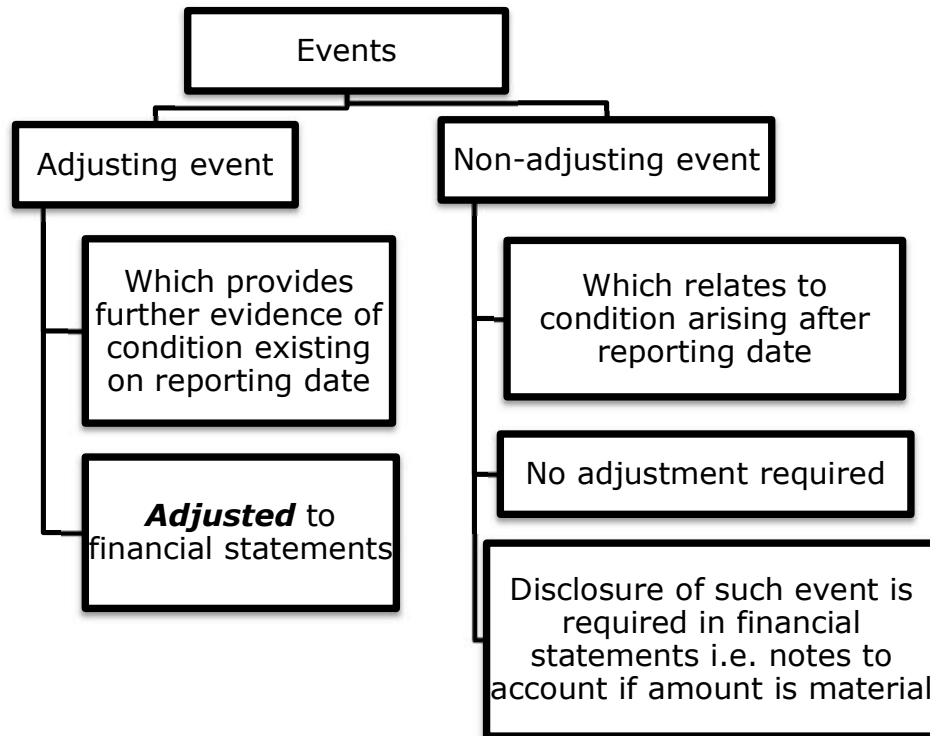 Events
Adjusting event
Which provides
further evidence of
condition existing
on reporting date
Adjusted to
financial statements
Non-adjusting event
Which relates to
condition arising after
reporting date
No adjustment required
Disclosure of such event is
required in financial
statements i.e. notes to
account if amount is material